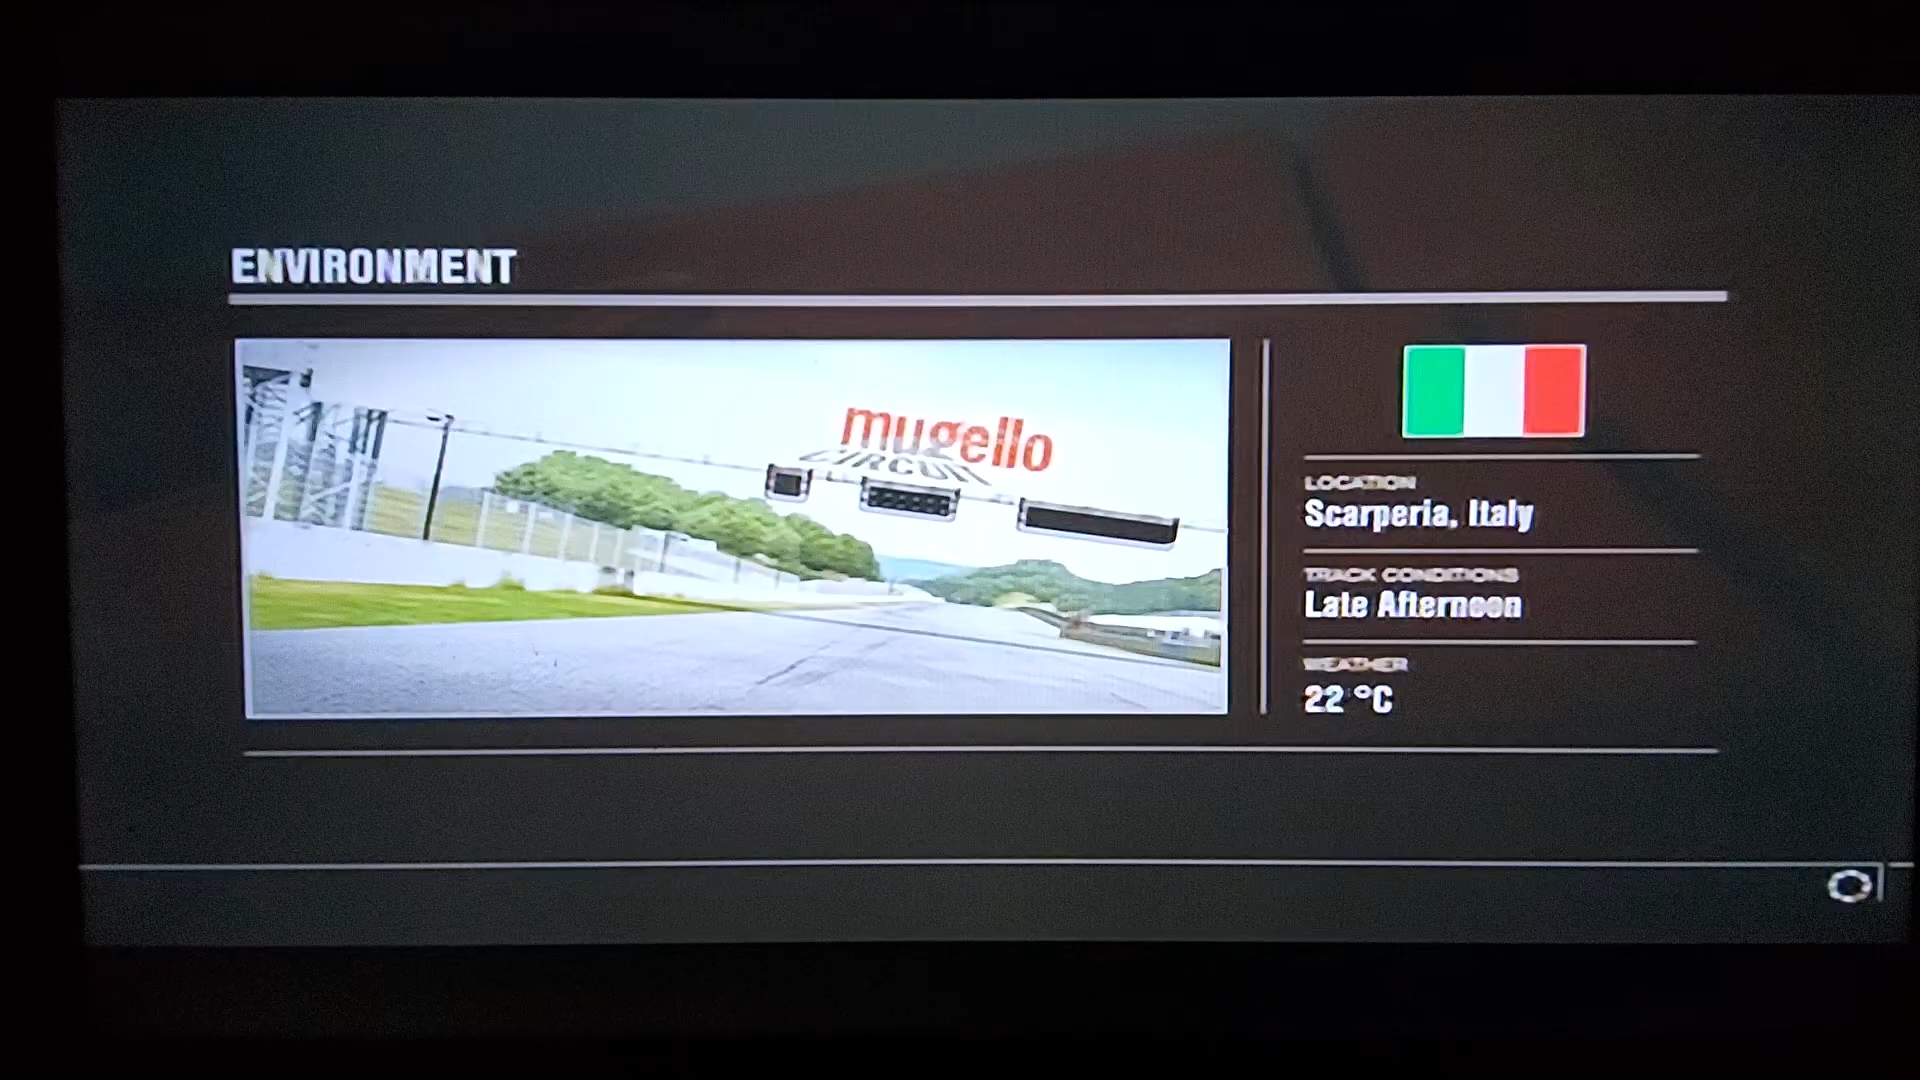 ENVIRONMENT
mugello
CIRCUIT
LOCATION
Scarperia, Italy
TRACK CONDITIONS
Late Afternoon
WEATHER
22 °C